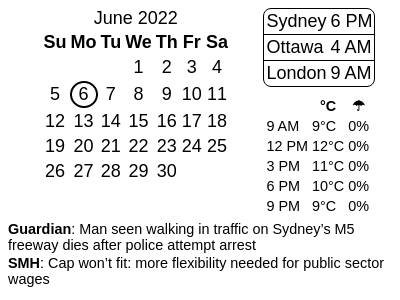 June 2022
Su Mo Tu We Th Fr Sa
1 2 3 4
5 6 7 8 9 10 11
12 13 14 15 16 17 18
19 20 21 22 23 24 25
26 27 28 29 30
Sydney 6 PM
Ottawa 4 AM
London 9 AM
°C ☂
9 AM 9°C 0%
12 PM 12°C 0%
3 PM 11°C 0%
6 PM 10°C 0%
9 PM 9°C 0%
Guardian: Man seen walking in traffic on Sydney’s M5
freeway dies after police attempt arrest
SMH: Cap won’t fit: more flexibility needed for public sector
wages